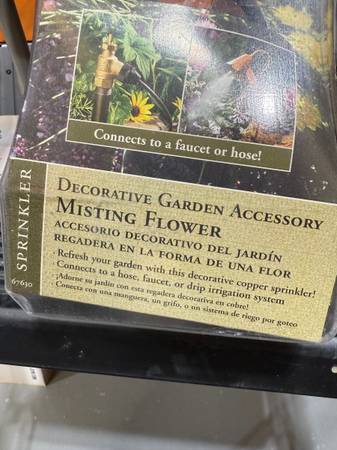 Connects to a faucet or hose!
SPRINKLER
67630
DECORATIVE GARDEN ACCESSORY
MISTING FLOWER
ACCESORIO DECORATIVO DEL JARDÍN
REGADERA EN LA FORMA DE UNA FLOR
Refresh your garden with this decorative copper sprinkler!
Connects to a hose, faucet, or drip irrigation system
¡Adorne su jardín con esta regadera decorativa en cobre!
Conecta con una manguera, un grifo, o un sistema de riego por goteo